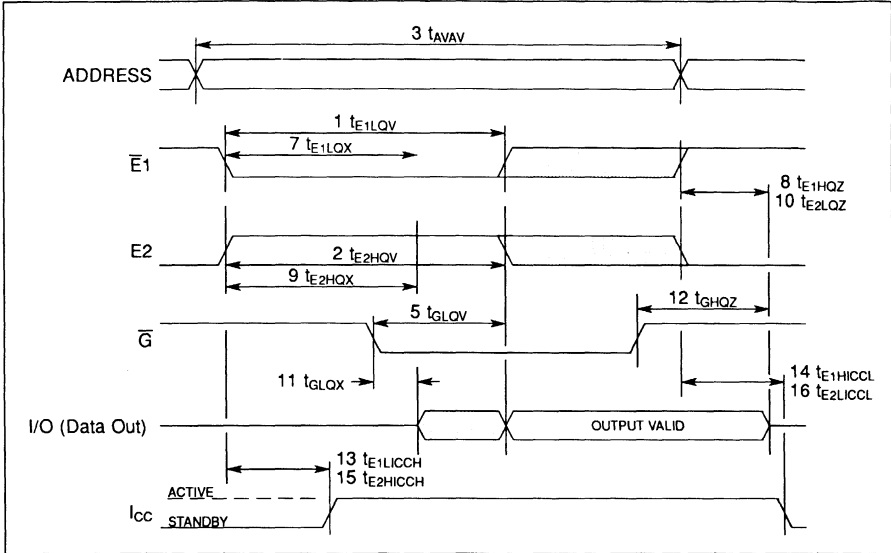 3 tAVAV
ADDRESS
1 tE1LQV
7 tE1LQX
E̅1
8 tE1HQZ
10 tE2LQZ
E2
2 tE2HQV
9 tE2HQX
12 tGHQZ
5 tGLQV
G̅
11 tGLQX
14 tE1HICCL
16 tE2LICCL
I/O (Data Out)
OUTPUT VALID
13 tE1LICCH
15 tE2HICCH
ACTIVE
ICC
STANDBY